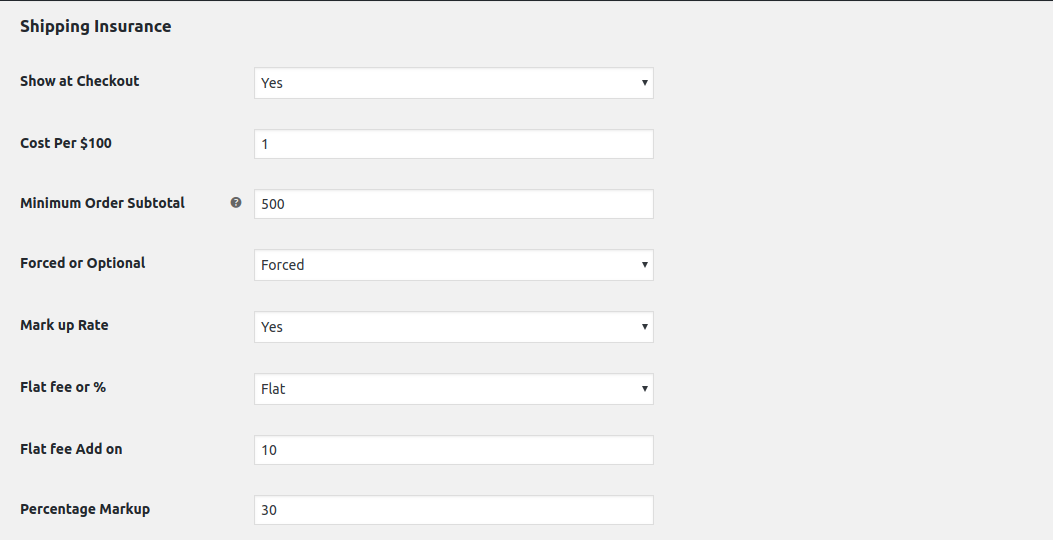 Shipping Insurance
Show at Checkout Yes
Cost Per $100 1
Minimum Order Subtotal ? 500
Forced or Optional Forced
Mark up Rate Yes
Flat fee or % Flat
Flat fee Add on 10
Percentage Markup 30